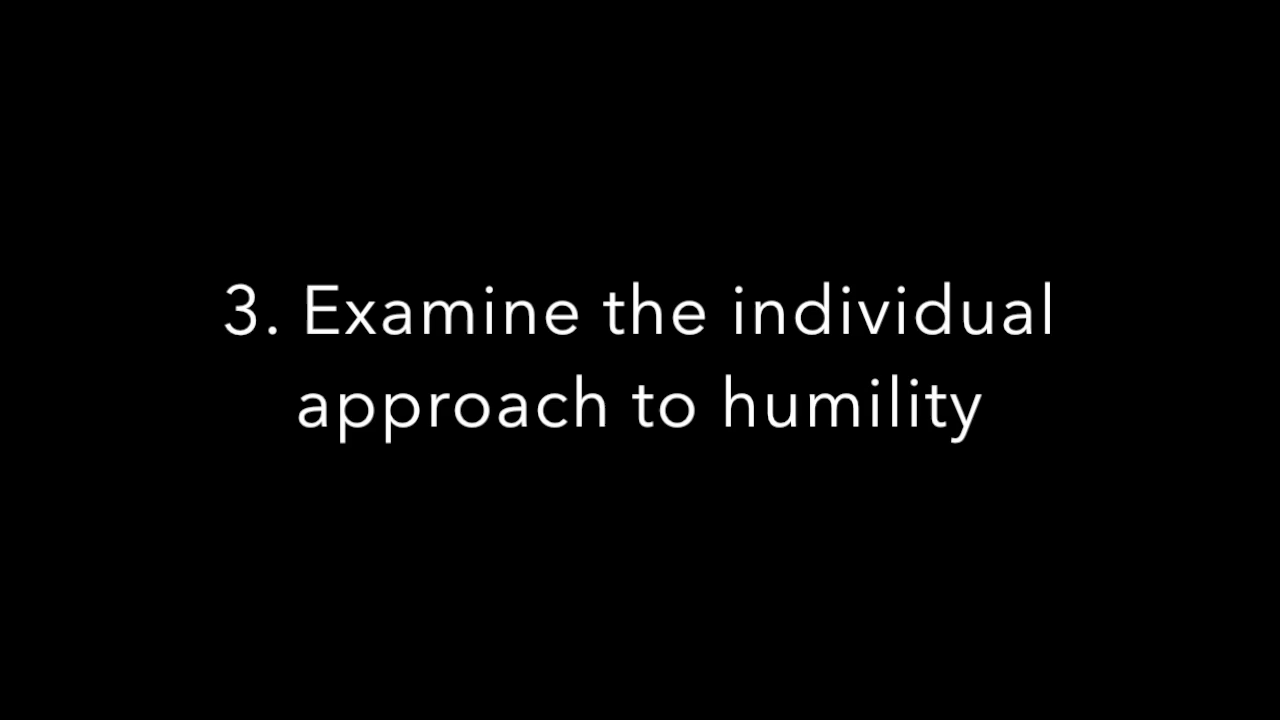 3. Examine the individual
approach to humility